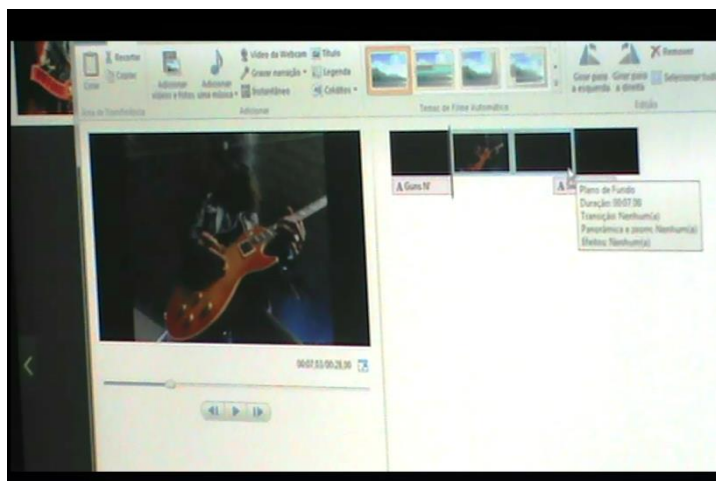 Recortar
Copiar
Colar
Área de Transferência
Adicionar
vídeos e fotos
Adicionar
uma música
Vídeo da Webcam
Gravar narração
Instantâneo
Título
Legenda
Créditos
Adicionar
Temas de Filme Automático
Girar para
a esquerda
Girar para
a direita
Remover
Selecionar tudo
Edição
A Guns N'
A
Plano de Fundo
Duração: 00:07,00
Transição: Nenhum(a)
Panorâmica e zoom: Nenhum(a)
Efeitos: Nenhum(a)
00:07,03/00:28,00